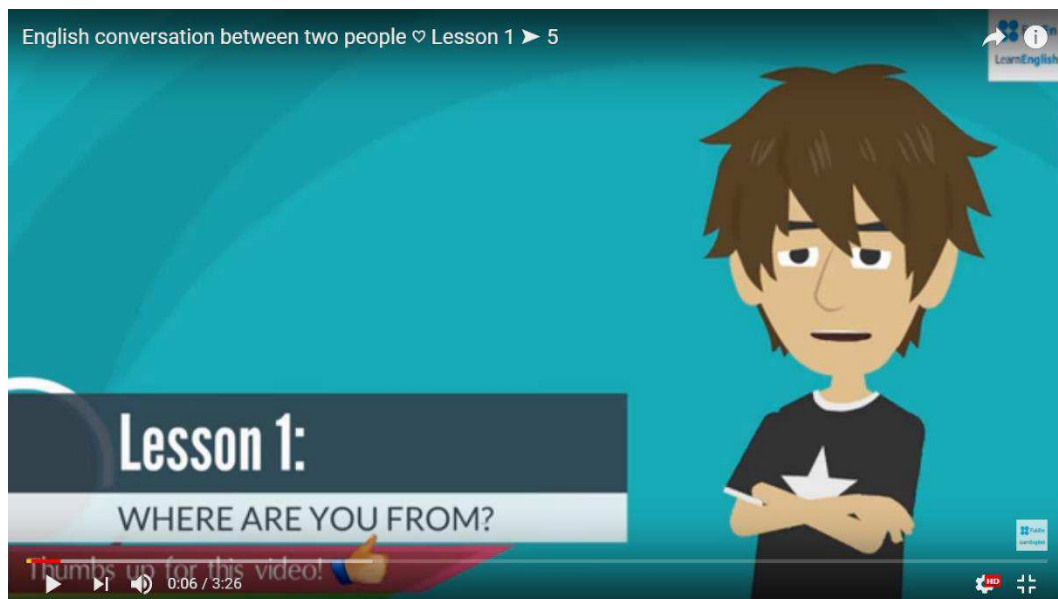 English conversation between two people ♡ Lesson 1 ➤ 5
LearnEnglish
Lesson 1:
WHERE ARE YOU FROM?
Thumbs up for this video!
0:06 / 3:26
HD